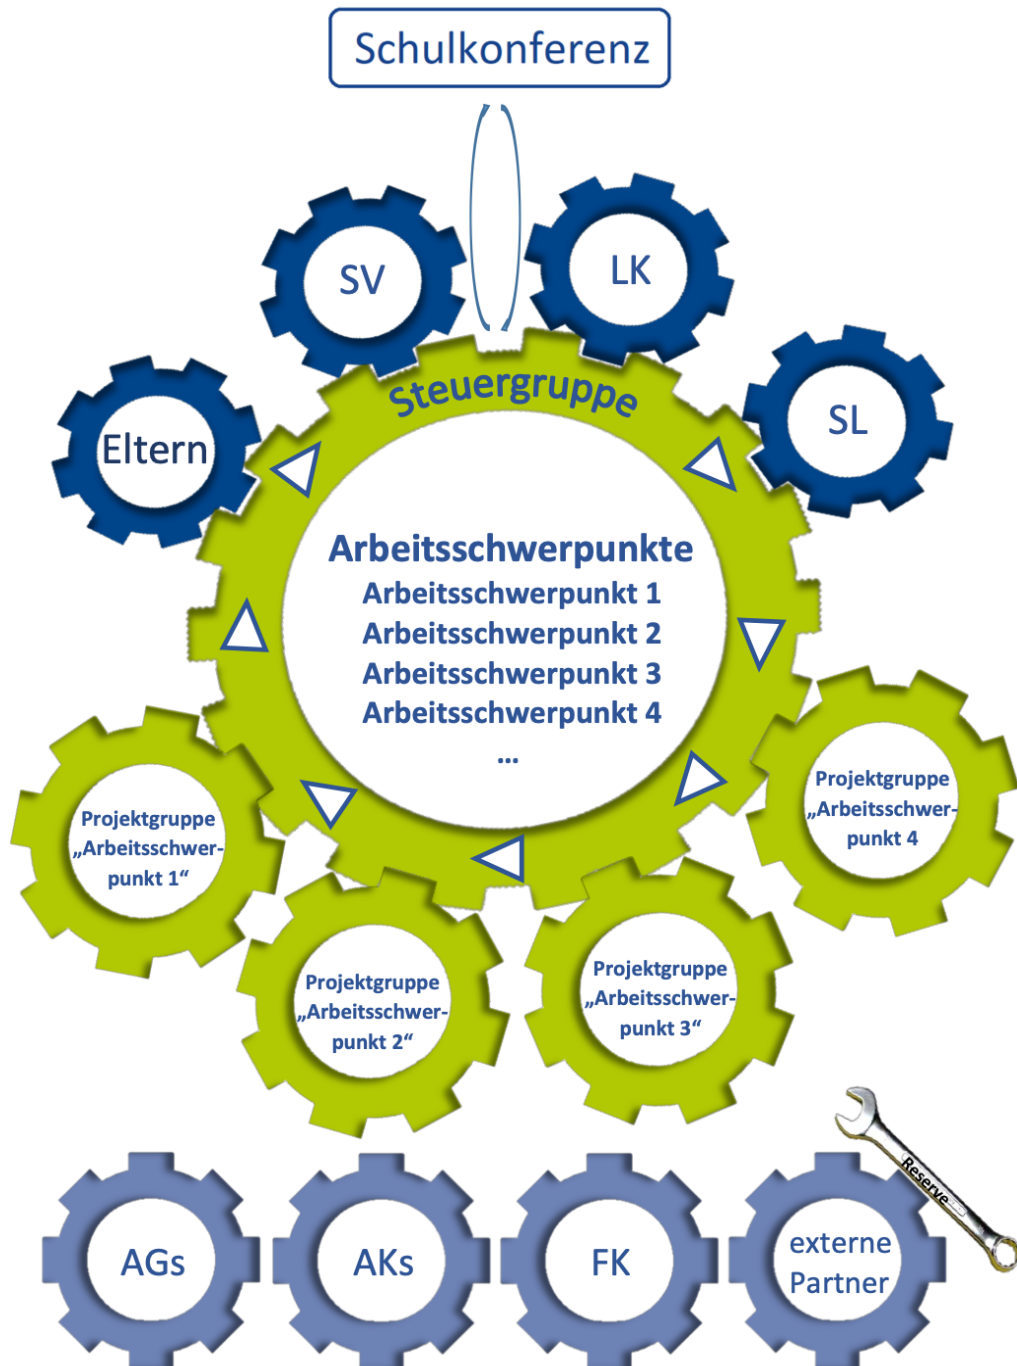 Schulkonferenz
SV
LK
Eltern
SL
Steuergruppe
Arbeitsschwerpunkte
Arbeitsschwerpunkt 1
Arbeitsschwerpunkt 2
Arbeitsschwerpunkt 3
Arbeitsschwerpunkt 4
...
Projektgruppe
„Arbeitsschwer-
punkt 1“
Projektgruppe
„Arbeitsschwer-
punkt 2“
Projektgruppe
„Arbeitsschwer-
punkt 3“
Projektgruppe
„Arbeitsschwer-
punkt 4
Reserve
AGs
AKs
FK
externe
Partner